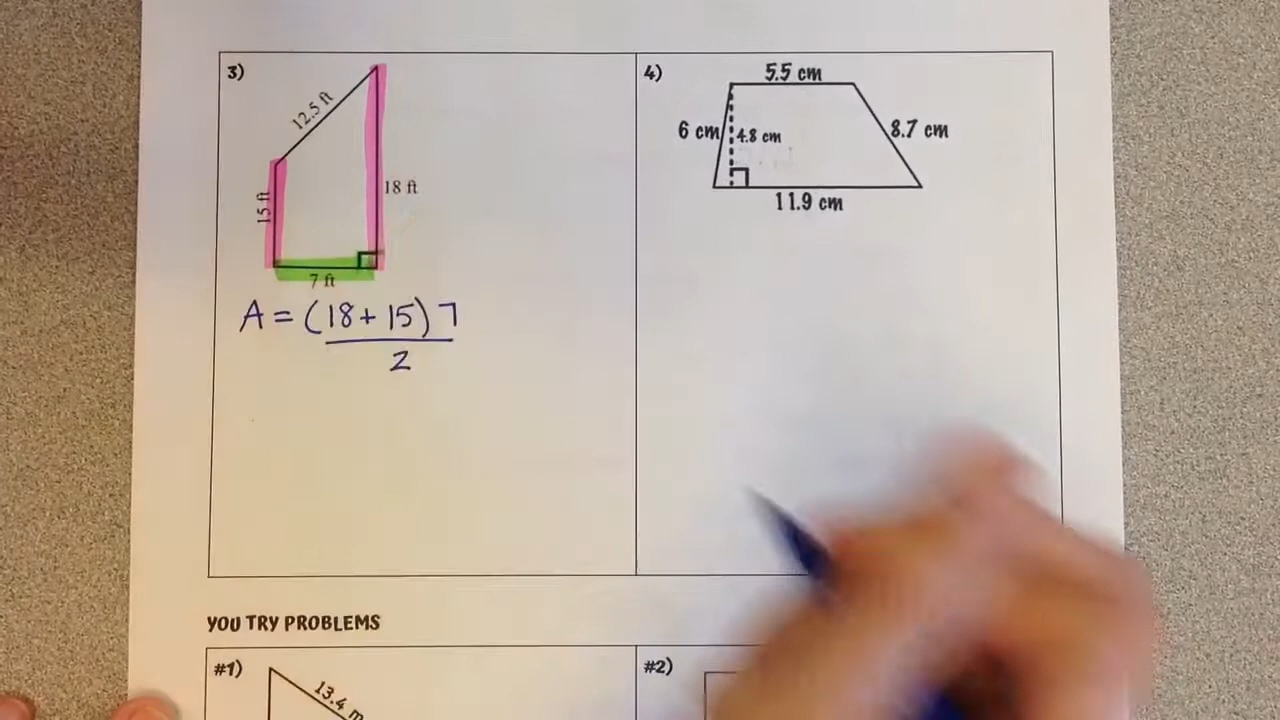 3)
12.5 ft
15 ft
18 ft
7 ft
A = (18 + 15) 7
2
4)
5.5 cm
6 cm
4.8 cm
8.7 cm
11.9 cm
YOU TRY PROBLEMS
#1)
13.4 m
#2)